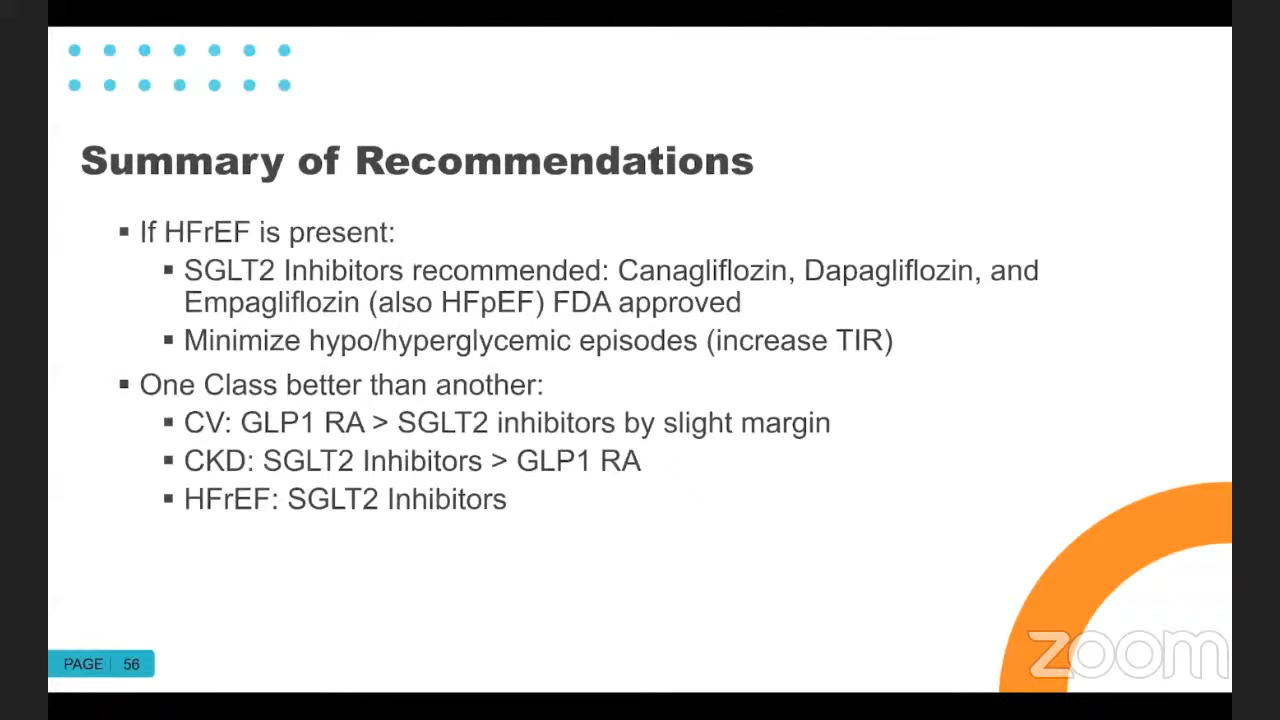 Summary of Recommendations
▪ If HFrEF is present:
▪ SGLT2 Inhibitors recommended: Canagliflozin, Dapagliflozin, and
Empagliflozin (also HFpEF) FDA approved
▪ Minimize hypo/hyperglycemic episodes (increase TIR)
▪ One Class better than another:
▪ CV: GLP1 RA > SGLT2 inhibitors by slight margin
▪ CKD: SGLT2 Inhibitors > GLP1 RA
▪ HFrEF: SGLT2 Inhibitors
PAGE | 56
zoom